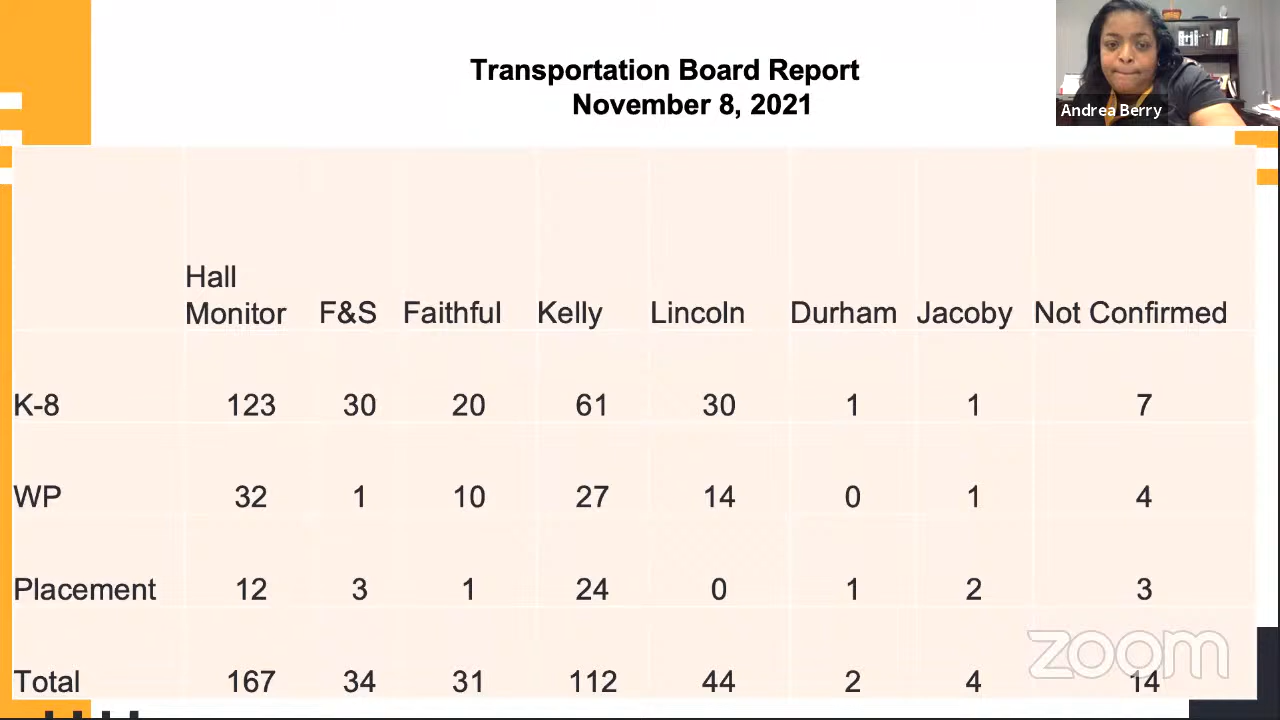 Transportation Board Report
November 8, 2021
Andrea Berry
Hall
Monitor F&S Faithful Kelly Lincoln Durham Jacoby Not Confirmed
K-8 123 30 20 61 30 1 1 7
WP 32 1 10 27 14 0 1 4
Placement 12 3 1 24 0 1 2 3
zoom
Total 167 34 31 112 44 2 4 14